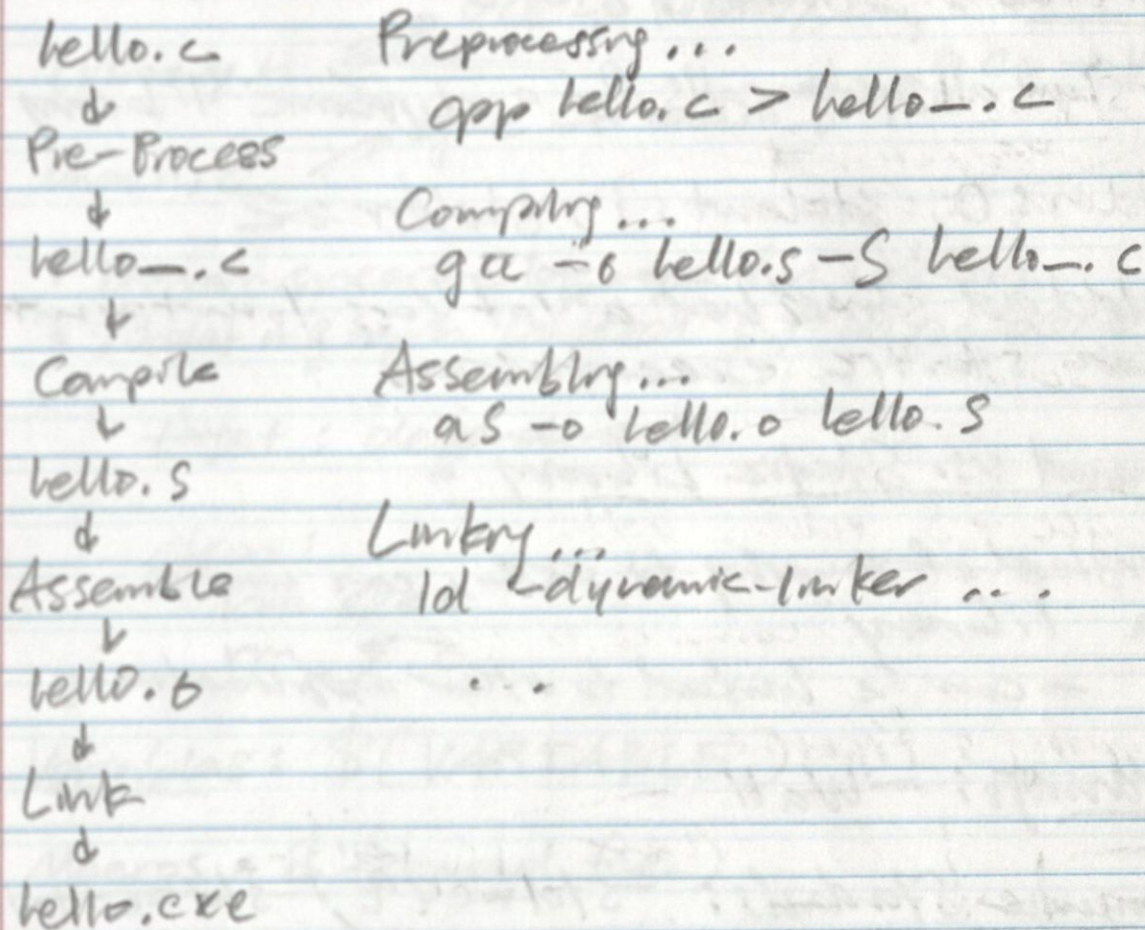 hello.c
↓
Pre-Process
↓
hello_.c
↓
Compile
↓
hello.s
↓
Assemble
↓
hello.o
↓
Link
↓
hello.exe
Preprocessing...
cpp hello.c > hello_.c
Compiling...
gcc -o hello.s -S hello_.c
Assembling...
as -o hello.o hello.s
Linking...
ld -dynamic-linker ...
..